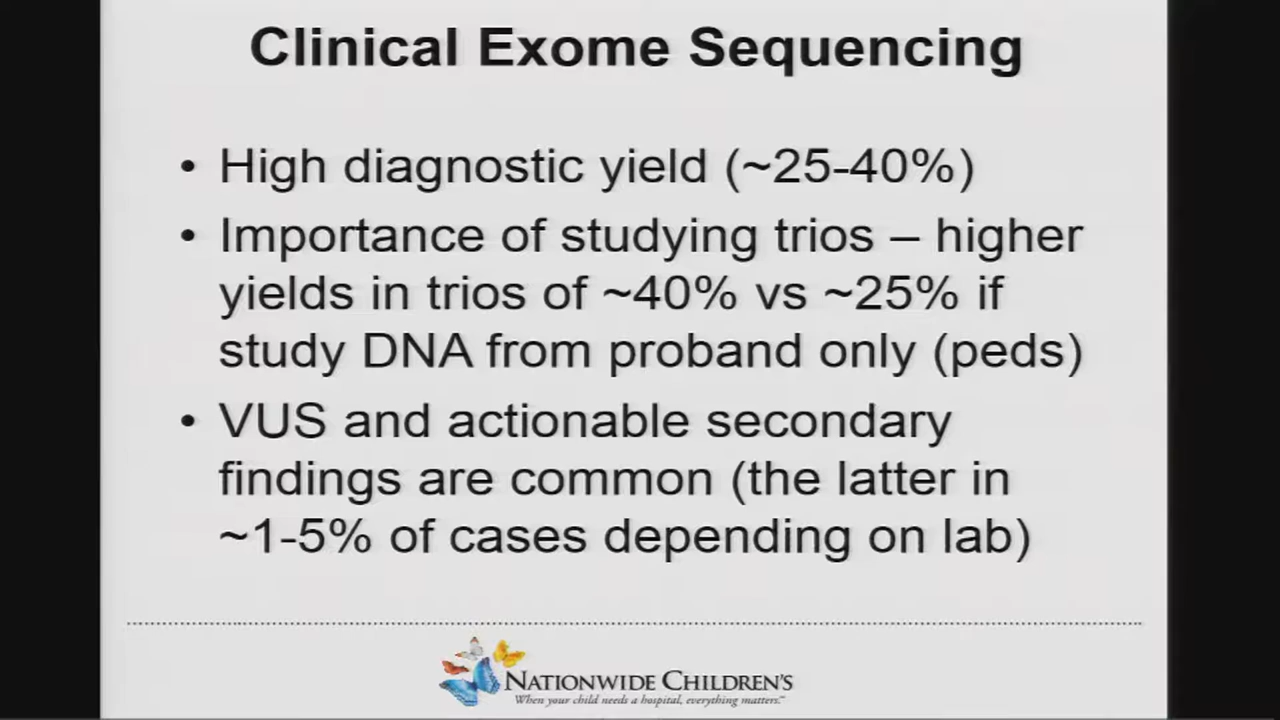 Clinical Exome Sequencing
• High diagnostic yield (~25-40%)
• Importance of studying trios – higher
yields in trios of ~40% vs ~25% if
study DNA from proband only (peds)
• VUS and actionable secondary
findings are common (the latter in
~1-5% of cases depending on lab)
NATIONWIDE CHILDREN'S
When your child needs a hospital, everything matters.℠